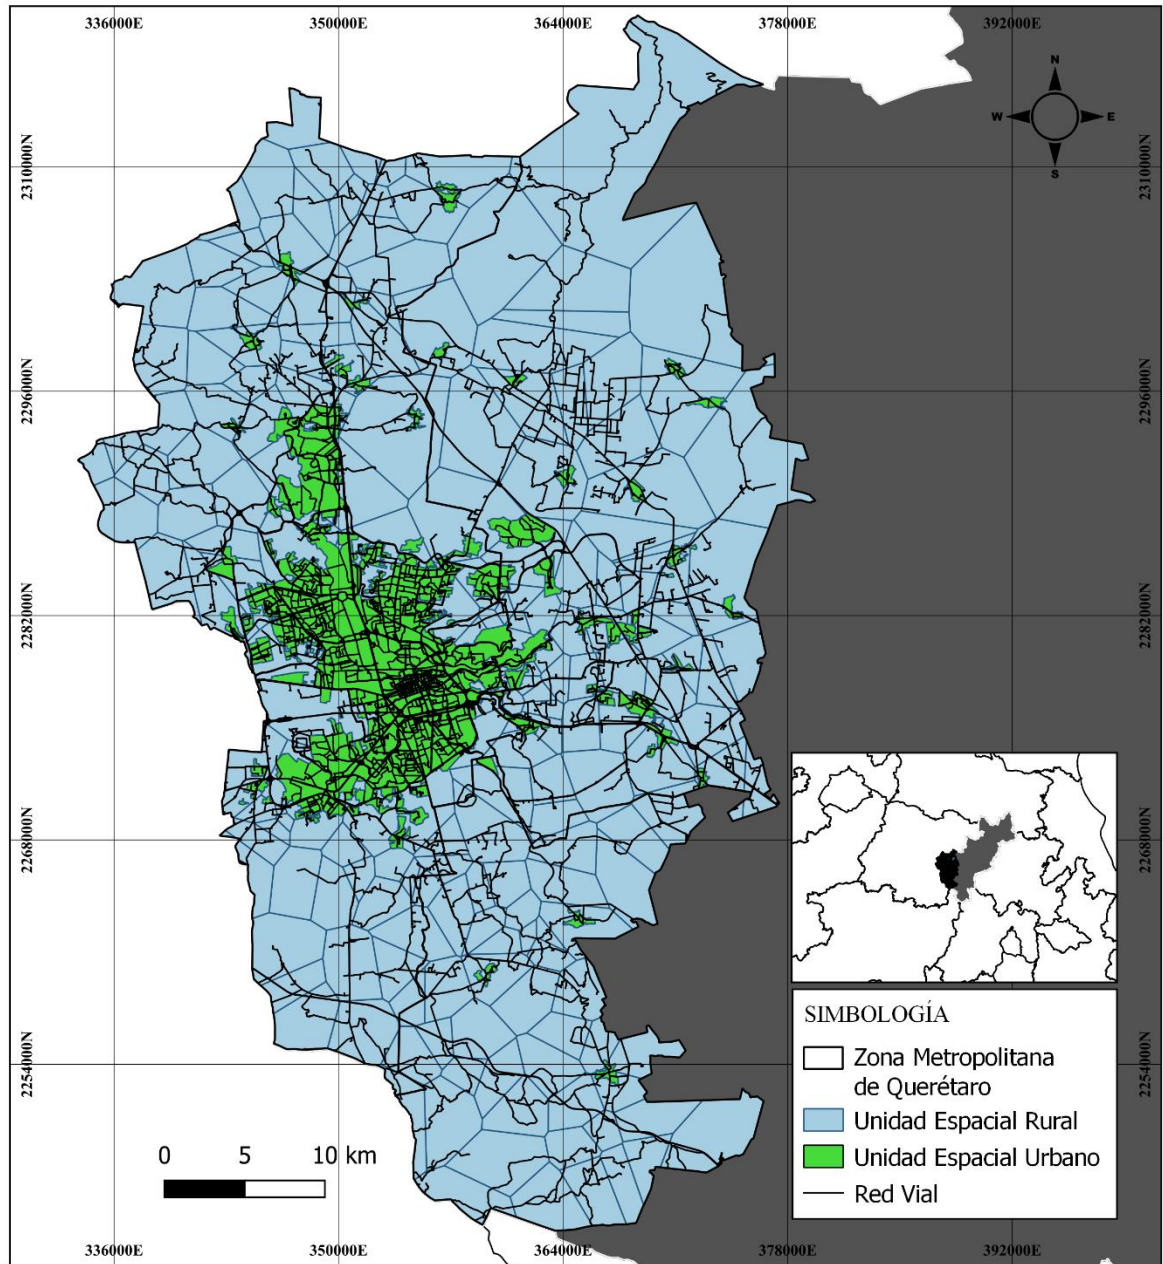 336000E 350000E 364000E 378000E 392000E
N
W E
S
2310000N 2310000N
2296000N 2296000N
2282000N 2282000N
2268000N 2268000N
2254000N 2254000N
SIMBOLOGÍA
Zona Metropolitana
de Querétaro
Unidad Espacial Rural
Unidad Espacial Urbano
Red Vial
0 5 10 km
336000E 350000E 364000E 378000E 392000E